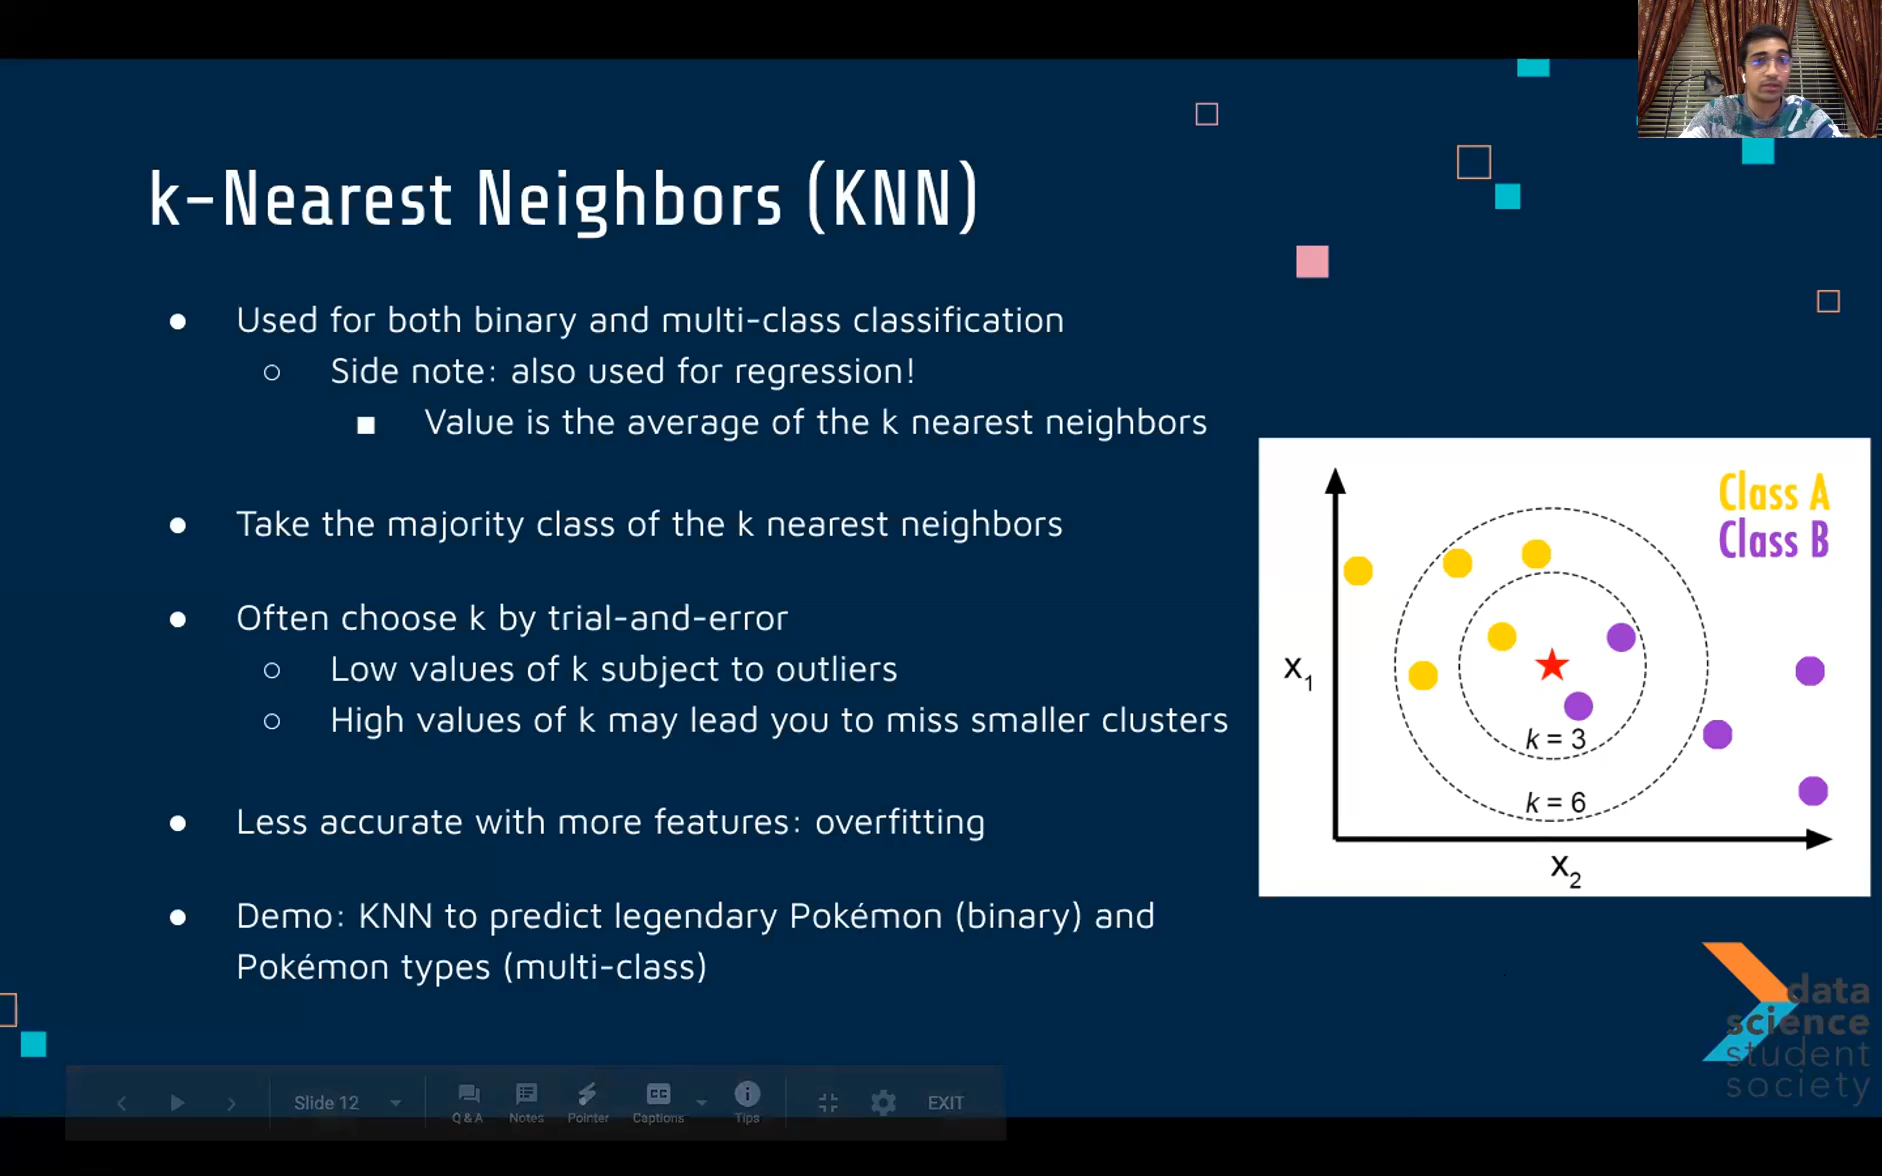 k-Nearest Neighbors (KNN)
● Used for both binary and multi-class classification
○ Side note: also used for regression!
■ Value is the average of the k nearest neighbors
● Take the majority class of the k nearest neighbors
● Often choose k by trial-and-error
○ Low values of k subject to outliers
○ High values of k may lead you to miss smaller clusters
● Less accurate with more features: overfitting
● Demo: KNN to predict legendary Pokémon (binary) and
Pokémon types (multi-class)
Class A
Class B
X1
k = 3
k = 6
X2
data
science
student
society
Slide 12
Q & A
Notes
Pointer
CC
Captions
Tips
EXIT